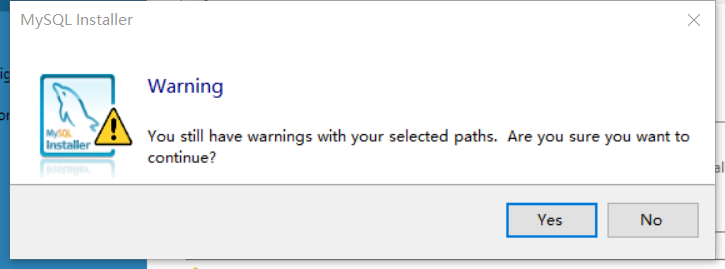 MySQL Installer
Warning
MySQL
Installer
You still have warnings with your selected paths. Are you sure you want to
continue?
Yes
No